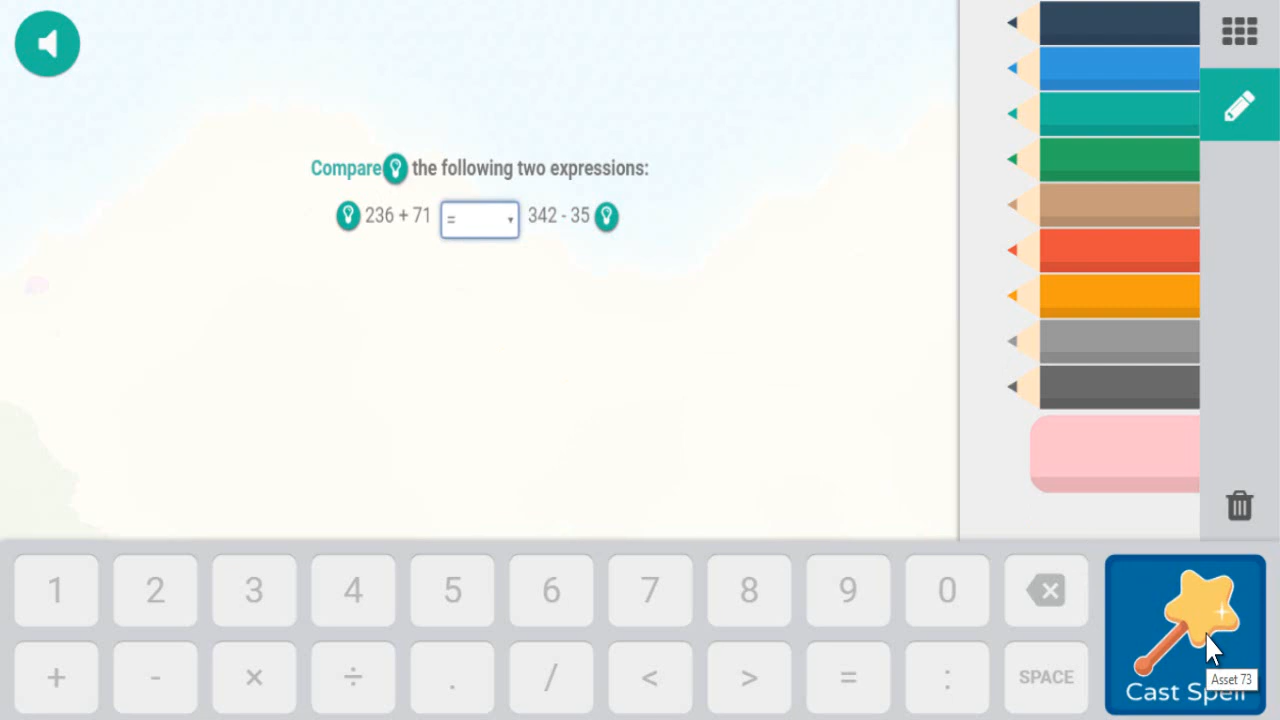 Compare the following two expressions:
236 + 71 = 342 - 35
1 2 3 4 5 6 7 8 9 0
+ - × ÷ . / < > = : SPACE
Cast Spell
Asset 73